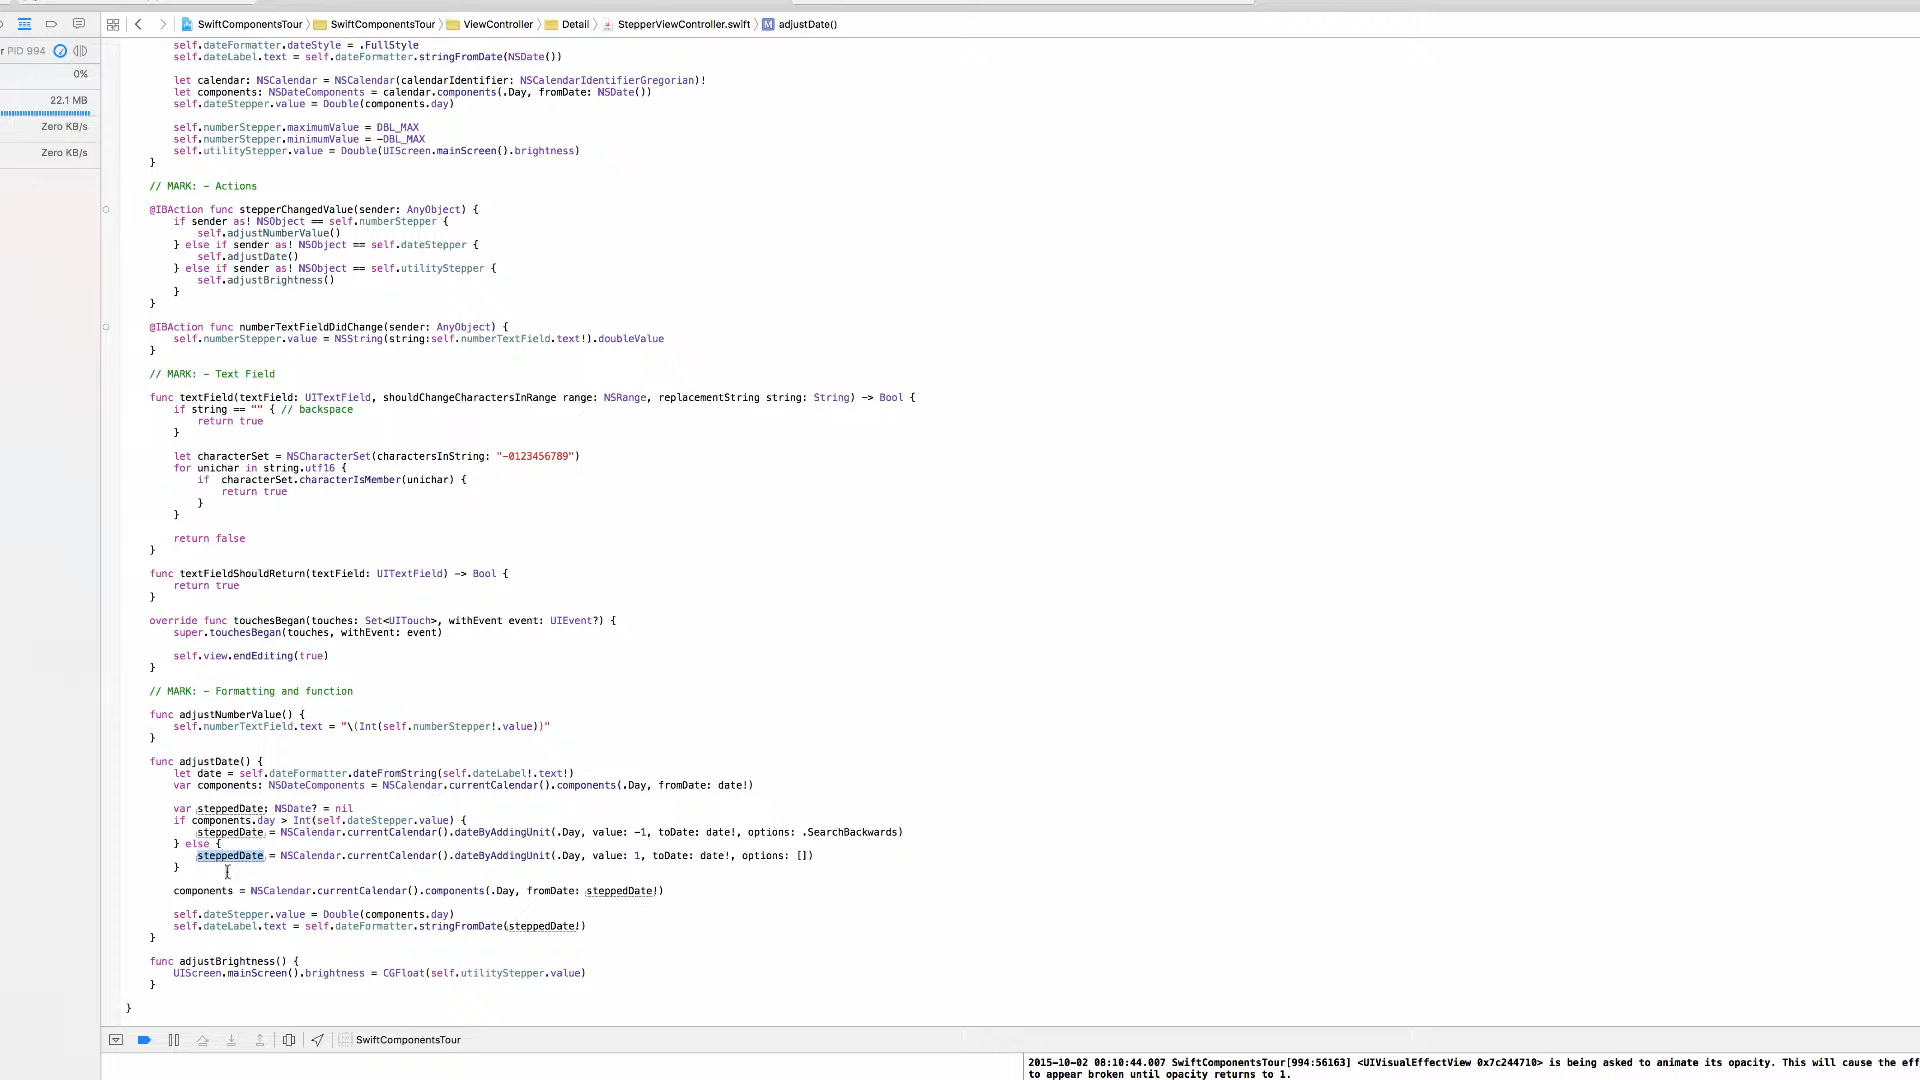 SwiftComponentsTour SwiftComponentsTour ViewController Detail StepperViewController.swift M adjustDate()
r PID 994
0%
22.1 MB
Zero KB/s
Zero KB/s
self.dateFormatter.dateStyle = .FullStyle
self.dateLabel.text = self.dateFormatter.stringFromDate(NSDate())
let calendar: NSCalendar = NSCalendar(calendarIdentifier: NSCalendarIdentifierGregorian)!
let components: NSDateComponents = calendar.components(.Day, fromDate: NSDate())
self.dateStepper.value = Double(components.day)
self.numberStepper.maximumValue = DBL_MAX
self.numberStepper.minimumValue = -DBL_MAX
self.utilityStepper.value = Double(UIScreen.mainScreen().brightness)
}
// MARK: - Actions
@IBAction func stepperChangedValue(sender: AnyObject) {
if sender as! NSObject == self.numberStepper {
self.adjustNumberValue()
} else if sender as! NSObject == self.dateStepper {
self.adjustDate()
} else if sender as! NSObject == self.utilityStepper {
self.adjustBrightness()
}
}
@IBAction func numberTextFieldDidChange(sender: AnyObject) {
self.numberStepper.value = NSString(string:self.numberTextField.text!).doubleValue
}
// MARK: - Text Field
func textField(textField: UITextField, shouldChangeCharactersInRange range: NSRange, replacementString string: String) -> Bool {
if string == "" { // backspace
return true
}
let characterSet = NSCharacterSet(charactersInString: "-0123456789")
for unichar in string.utf16 {
if  characterSet.characterIsMember(unichar) {
return true
}
}
return false
}
func textFieldShouldReturn(textField: UITextField) -> Bool {
return true
}
override func touchesBegan(touches: Set<UITouch>, withEvent event: UIEvent?) {
super.touchesBegan(touches, withEvent: event)
self.view.endEditing(true)
}
// MARK: - Formatting and function
func adjustNumberValue() {
self.numberTextField.text = "\(Int(self.numberStepper!.value))"
}
func adjustDate() {
let date = self.dateFormatter.dateFromString(self.dateLabel!.text!)
var components: NSDateComponents = NSCalendar.currentCalendar().components(.Day, fromDate: date!)
var steppedDate: NSDate? = nil
if components.day > Int(self.dateStepper.value) {
steppedDate = NSCalendar.currentCalendar().dateByAddingUnit(.Day, value: -1, toDate: date!, options: .SearchBackwards)
} else {
steppedDate = NSCalendar.currentCalendar().dateByAddingUnit(.Day, value: 1, toDate: date!, options: [])
}
components = NSCalendar.currentCalendar().components(.Day, fromDate: steppedDate!)
self.dateStepper.value = Double(components.day)
self.dateLabel.text = self.dateFormatter.stringFromDate(steppedDate!)
}
func adjustBrightness() {
UIScreen.mainScreen().brightness = CGFloat(self.utilityStepper.value)
}
}
SwiftComponentsTour
2015-10-02 08:10:44.007 SwiftComponentsTour[994:56163] <UIVisualEffectView 0x7c244710> is being asked to animate its opacity. This will cause the eff
to appear broken until opacity returns to 1.